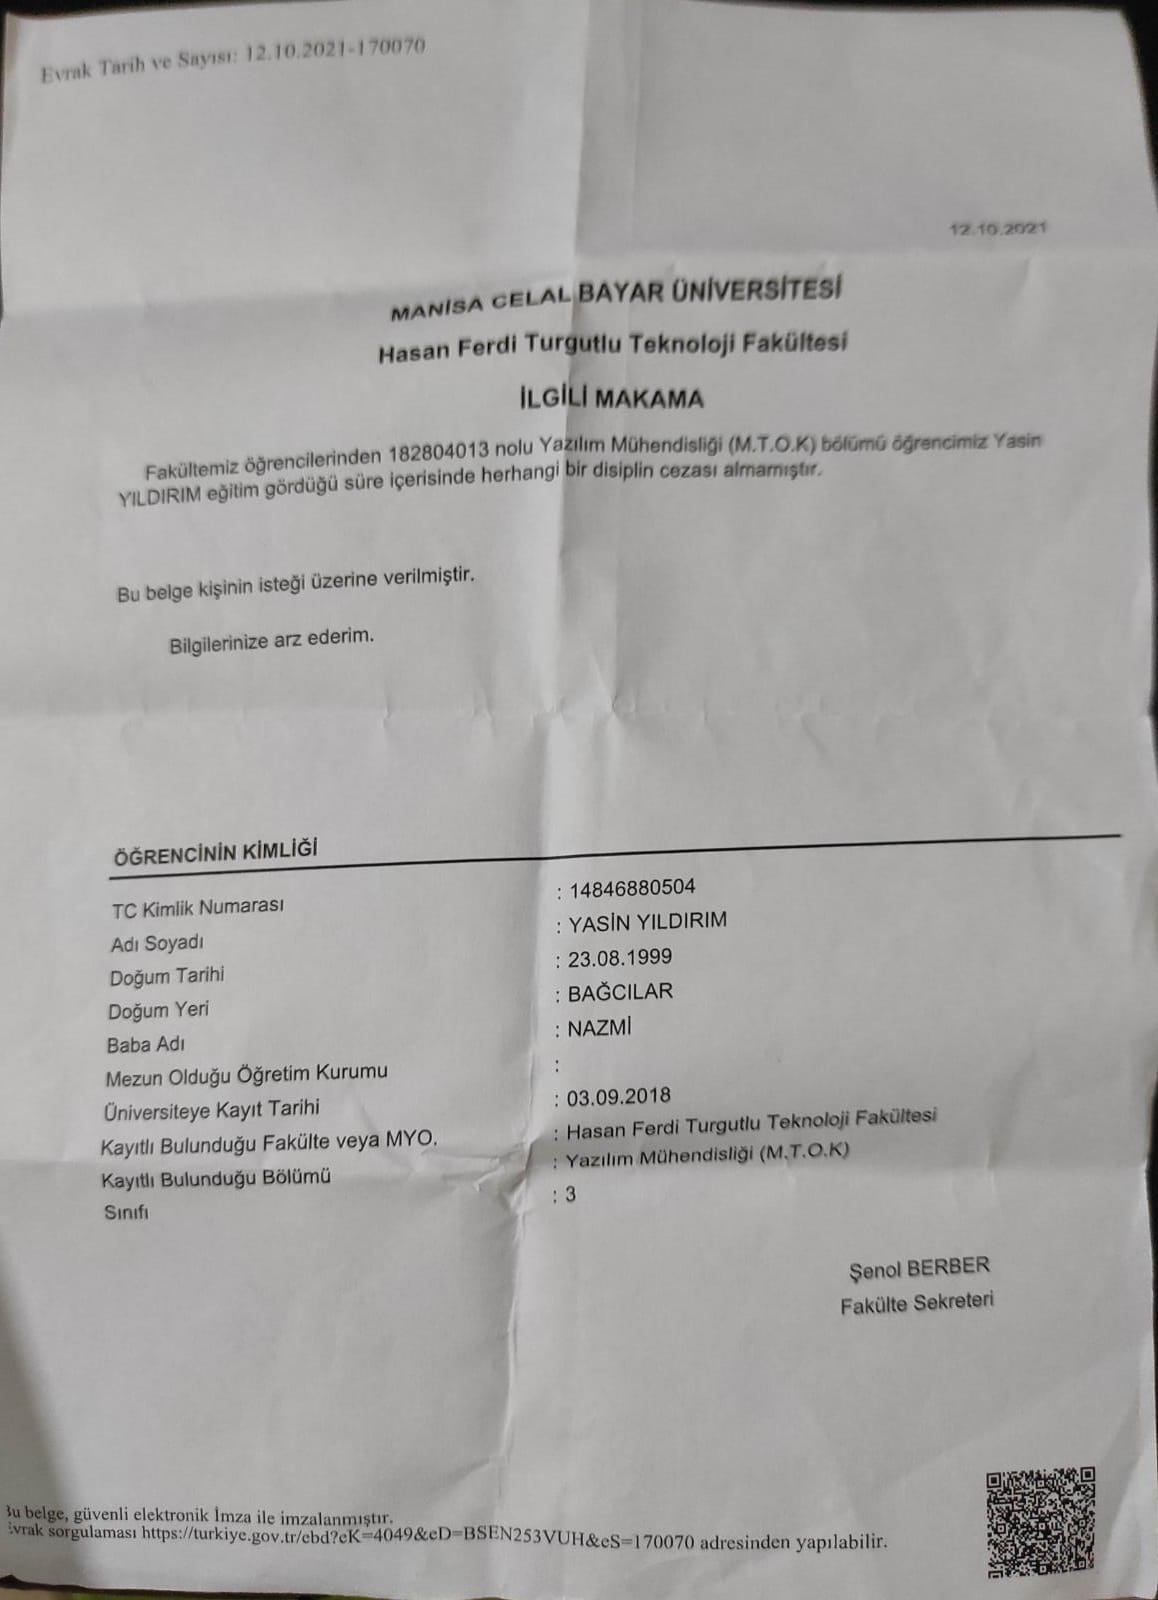 Evrak Tarih ve Sayısı: 12.10.2021-170070
12.10.2021
MANİSA CELAL BAYAR ÜNİVERSİTESİ
Hasan Ferdi Turgutlu Teknoloji Fakültesi
İLGİLİ MAKAMA
Fakültemiz öğrencilerinden 182804013 nolu Yazılım Mühendisliği (M.T.O.K) bölümü öğrencimiz Yasin
YILDIRIM eğitim gördüğü süre içerisinde herhangi bir disiplin cezası almamıştır.
Bu belge kişinin isteği üzerine verilmiştir.
Bilgilerinize arz ederim.
ÖĞRENCİNİN KİMLİĞİ
TC Kimlik Numarası : 14846880504
Adı Soyadı : YASİN YILDIRIM
Doğum Tarihi : 23.08.1999
Doğum Yeri : BAĞCILAR
Baba Adı : NAZMİ
Mezun Olduğu Öğretim Kurumu :
Üniversiteye Kayıt Tarihi : 03.09.2018
Kayıtlı Bulunduğu Fakülte veya MYO. : Hasan Ferdi Turgutlu Teknoloji Fakültesi
Kayıtlı Bulunduğu Bölümü : Yazılım Mühendisliği (M.T.O.K)
Sınıfı : 3
Şenol BERBER
Fakülte Sekreteri
Bu belge, güvenli elektronik İmza ile imzalanmıştır.
Evrak sorgulaması https://turkiye.gov.tr/ebd?eK=4049&eD=BSEN253VUH&eS=170070 adresinden yapılabilir.